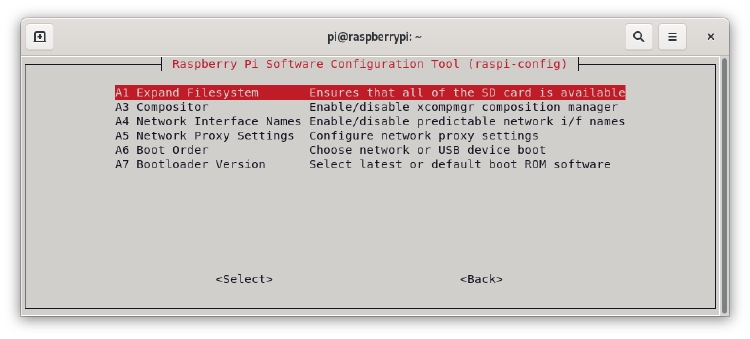 pi@raspberrypi: ~
Raspberry Pi Software Configuration Tool (raspi-config)
A1 Expand Filesystem Ensures that all of the SD card is available
A3 Compositor Enable/disable xcompmgr composition manager
A4 Network Interface Names Enable/disable predictable network i/f names
A5 Network Proxy Settings Configure network proxy settings
A6 Boot Order Choose network or USB device boot
A7 Bootloader Version Select latest or default boot ROM software
<Select> <Back>